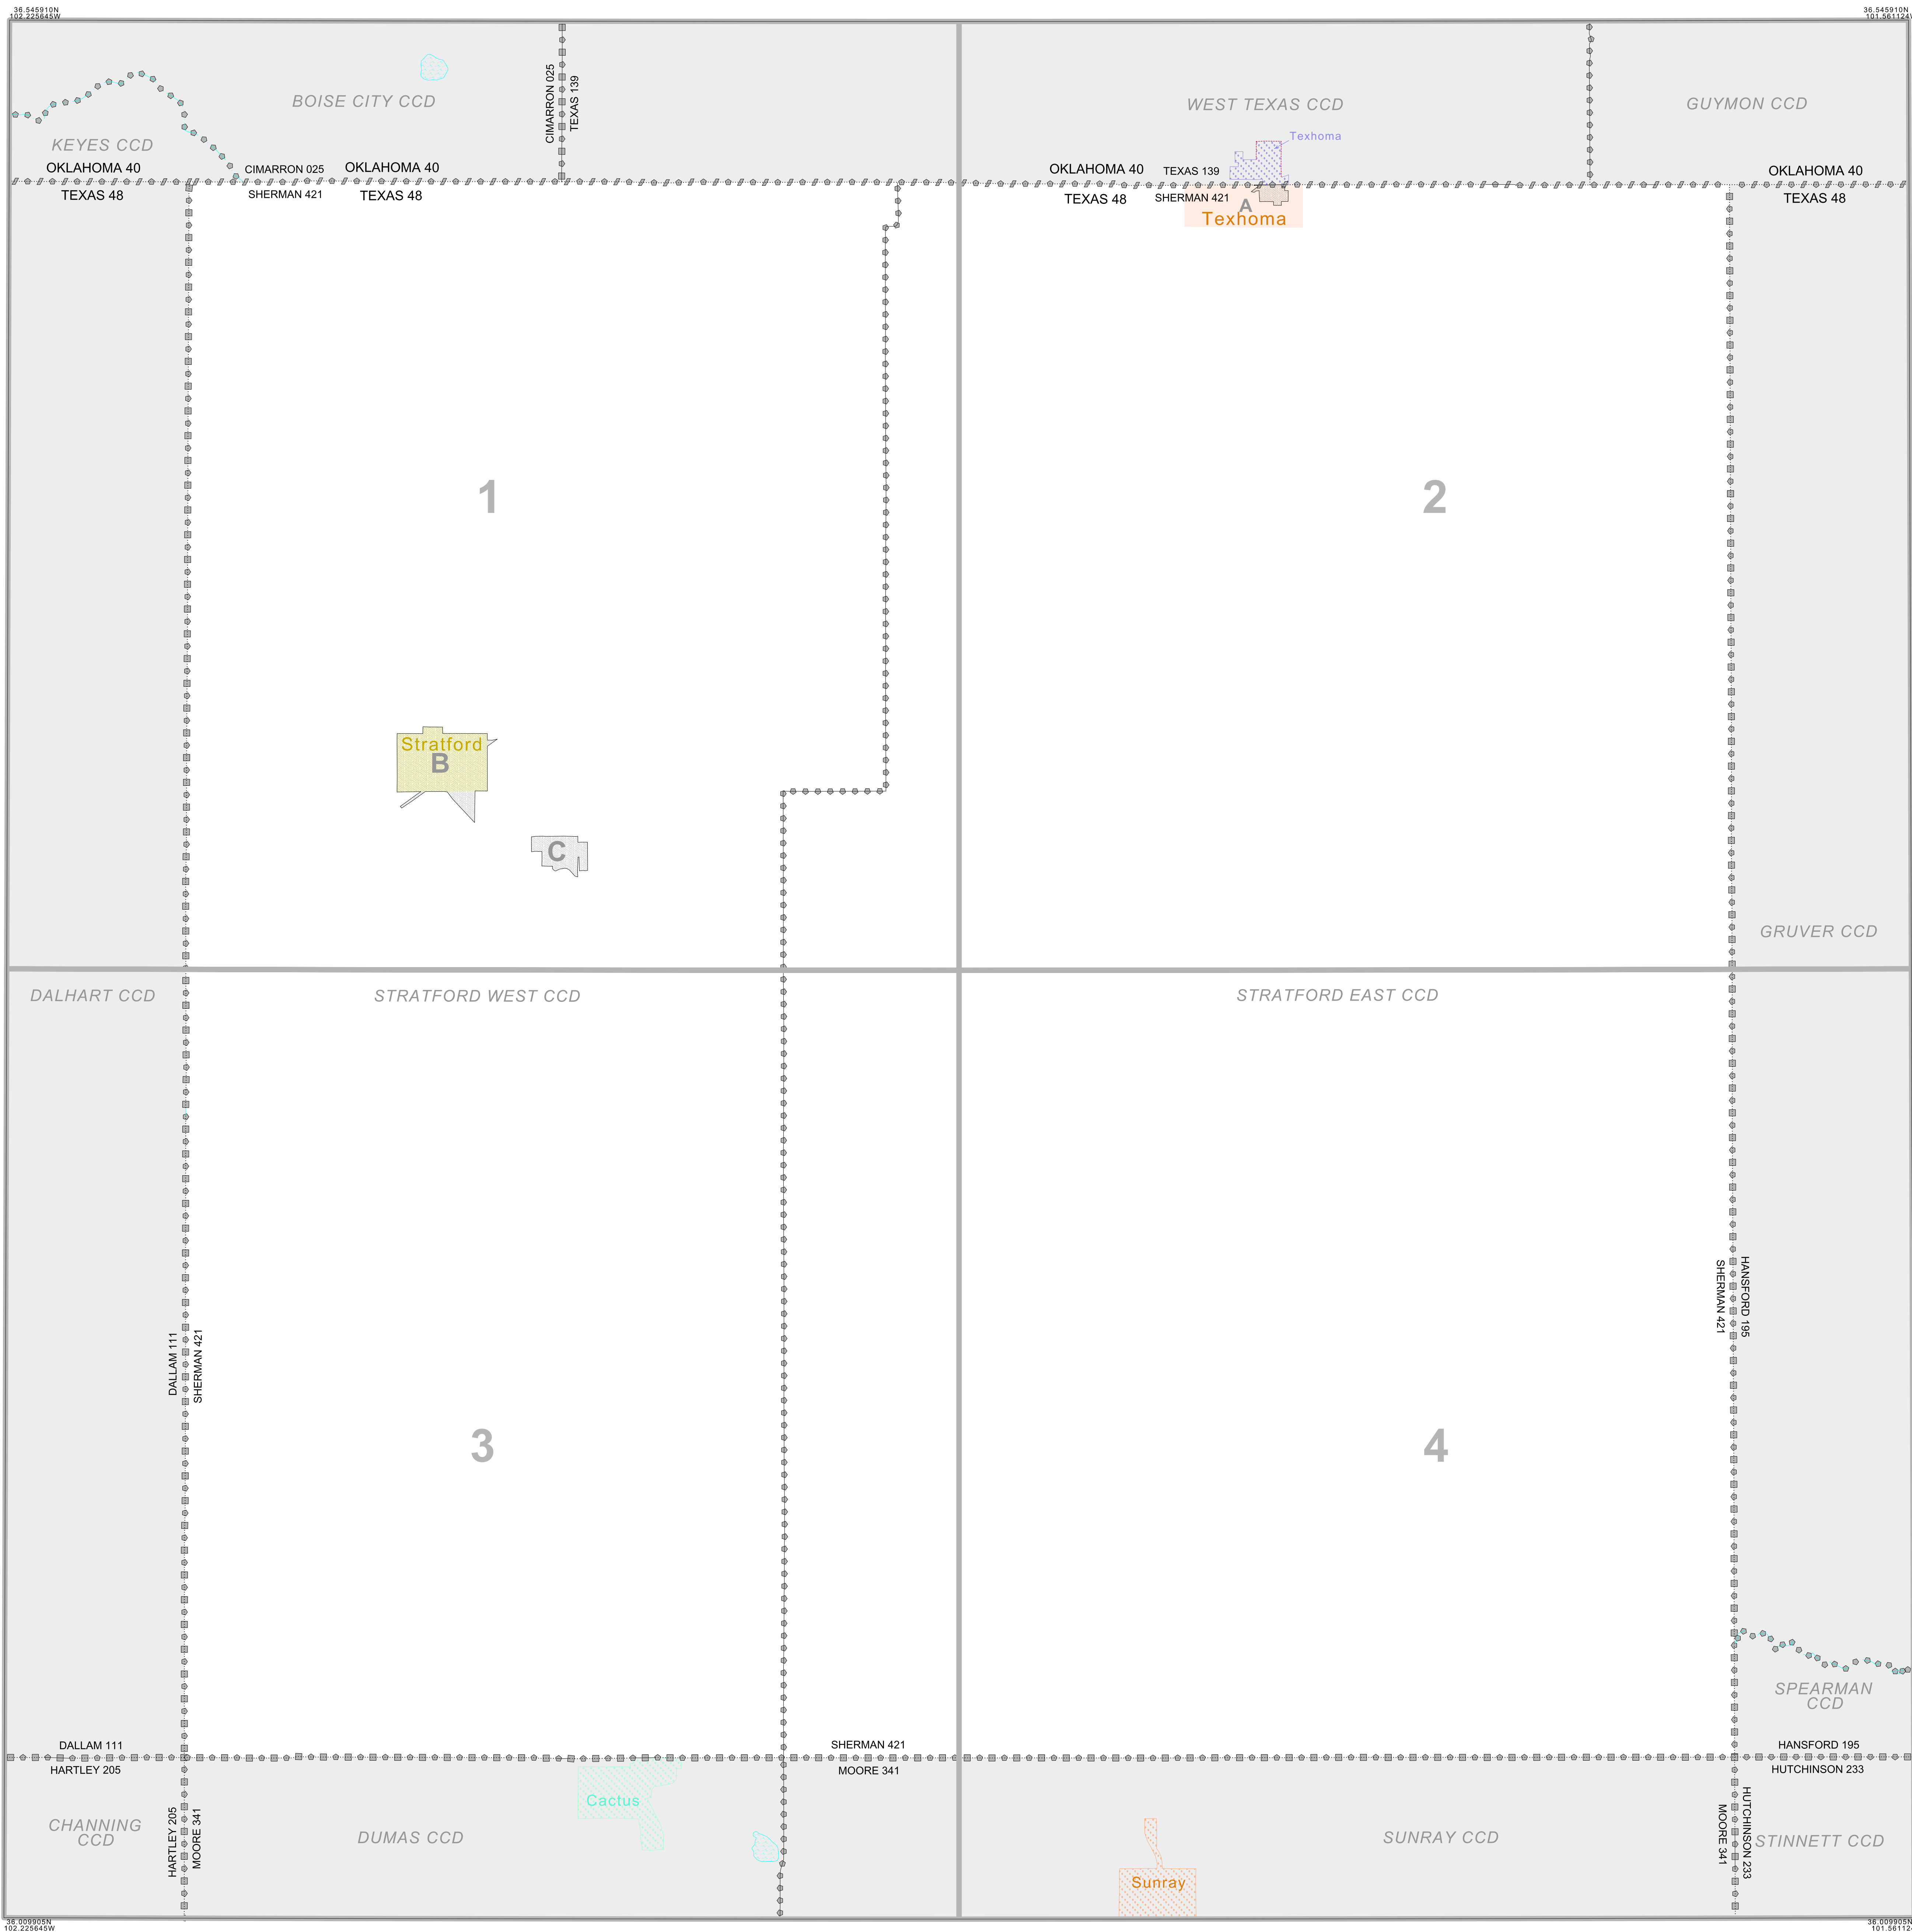 36.545910N
102.225645W
36.545910N
101.561124W
BOISE CITY CCD
CIMARRON 025
TEXAS 139
WEST TEXAS CCD
GUYMON CCD
KEYES CCD
Texhoma
OKLAHOMA 40
CIMARRON 025
OKLAHOMA 40
OKLAHOMA 40
TEXAS 139
OKLAHOMA 40
TEXAS 48
SHERMAN 421
TEXAS 48
TEXAS 48
SHERMAN 421
A
Texhoma
TEXAS 48
1
2
Stratford
B
C
GRUVER CCD
DALHART CCD
STRATFORD WEST CCD
STRATFORD EAST CCD
DALLAM 111
SHERMAN 421
SHERMAN 421
HANSFORD 195
3
4
SPEARMAN
CCD
DALLAM 111
SHERMAN 421
HANSFORD 195
HARTLEY 205
MOORE 341
HUTCHINSON 233
Cactus
CHANNING
CCD
HARTLEY 205
MOORE 341
DUMAS CCD
SUNRAY CCD
MOORE 341
HUTCHINSON 233
STINNETT CCD
Sunray
36.009905N
102.225645W
36.009905N
101.561124